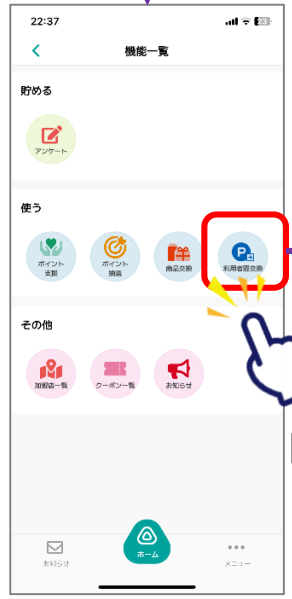 22:37
機能一覧
貯める
アンケート
使う
ポイント
支援
ポイント
抽選
商品交換
利用者間交換
その他
加盟店一覧
クーポン一覧
お知らせ
お知らせ
ホーム
メニュー